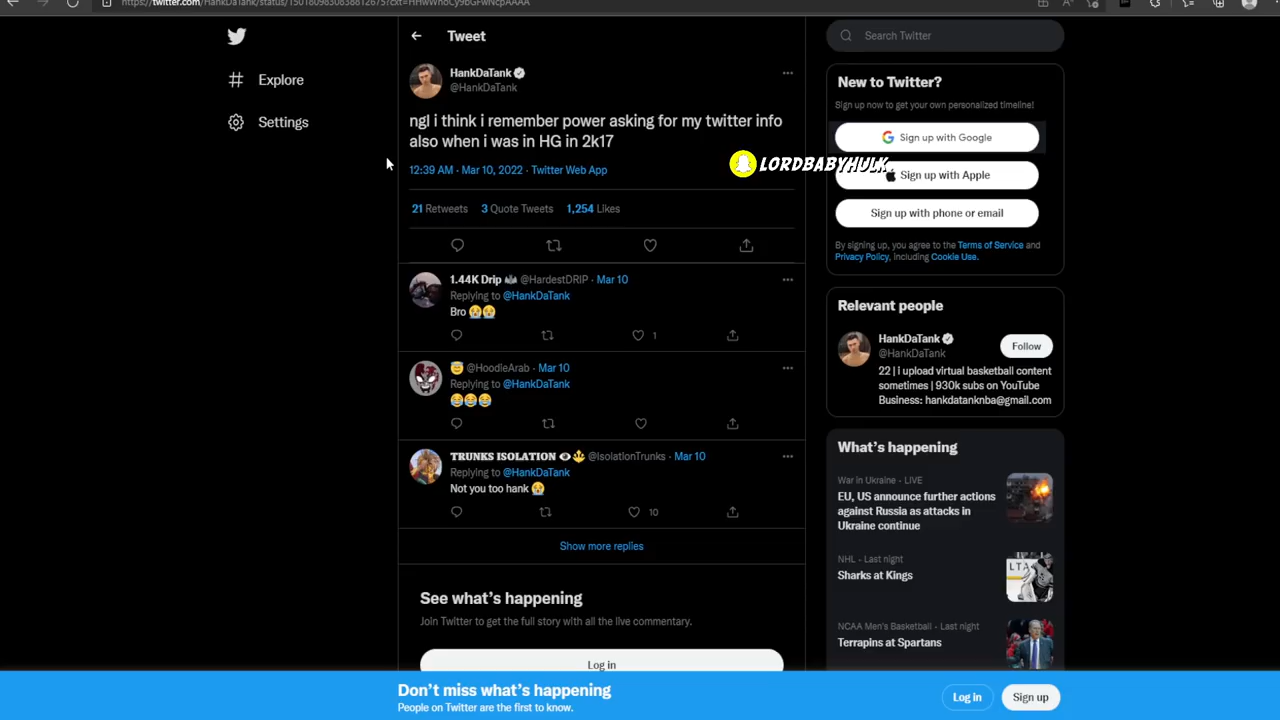 Tweet
Search Twitter
Explore
Settings
HankDaTank
@HankDaTank
ngl i think i remember power asking for my twitter info
also when i was in HG in 2k17
12:39 AM · Mar 10, 2022 · Twitter Web App
LORDBABYHULK
21 Retweets 3 Quote Tweets 1,254 Likes
1.44K Drip @HardestDRIP · Mar 10
Replying to @HankDaTank
Bro 😭😭
1
😇 @HoodieArab · Mar 10
Replying to @HankDaTank
😂😂😂
TRUNKS ISOLATION @IsolationTrunks · Mar 10
Replying to @HankDaTank
Not you too hank 😭
10
Show more replies
See what's happening
Join Twitter to get the full story with all the live commentary.
Log in
New to Twitter?
Sign up now to get your own personalized timeline!
Sign up with Google
Sign up with Apple
Sign up with phone or email
By signing up, you agree to the Terms of Service and
Privacy Policy, including Cookie Use.
Relevant people
HankDaTank
@HankDaTank
Follow
22 | i upload virtual basketball content
sometimes | 930k subs on YouTube
Business: hankdatanknba@gmail.com
What's happening
War in Ukraine · LIVE
EU, US announce further actions
against Russia as attacks in
Ukraine continue
NHL · Last night
Sharks at Kings
NCAA Men's Basketball · Last night
Terrapins at Spartans
Don't miss what's happening
People on Twitter are the first to know.
Log in
Sign up